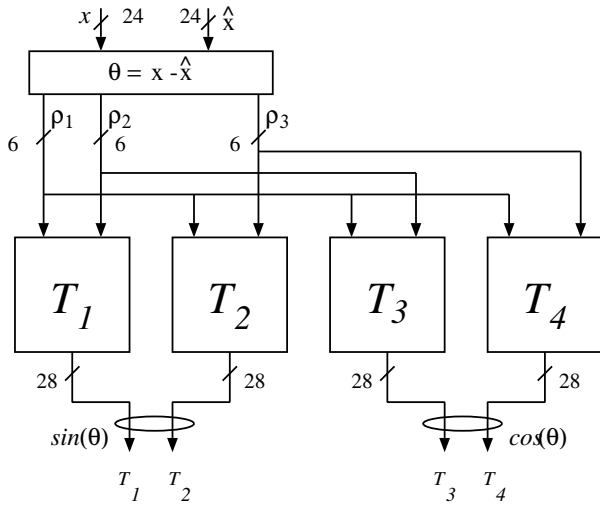 x 24 24 x̂
θ = x - x̂
ρ1 ρ2 ρ3
6 6 6
T1 T2 T3 T4
28 28 28 28
sin(θ) cos(θ)
T1 T2 T3 T4